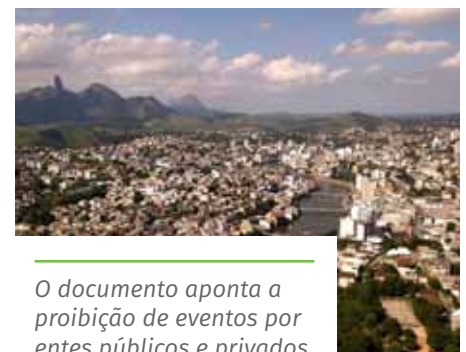 O documento aponta a
proibição de eventos por
entes públicos e privados